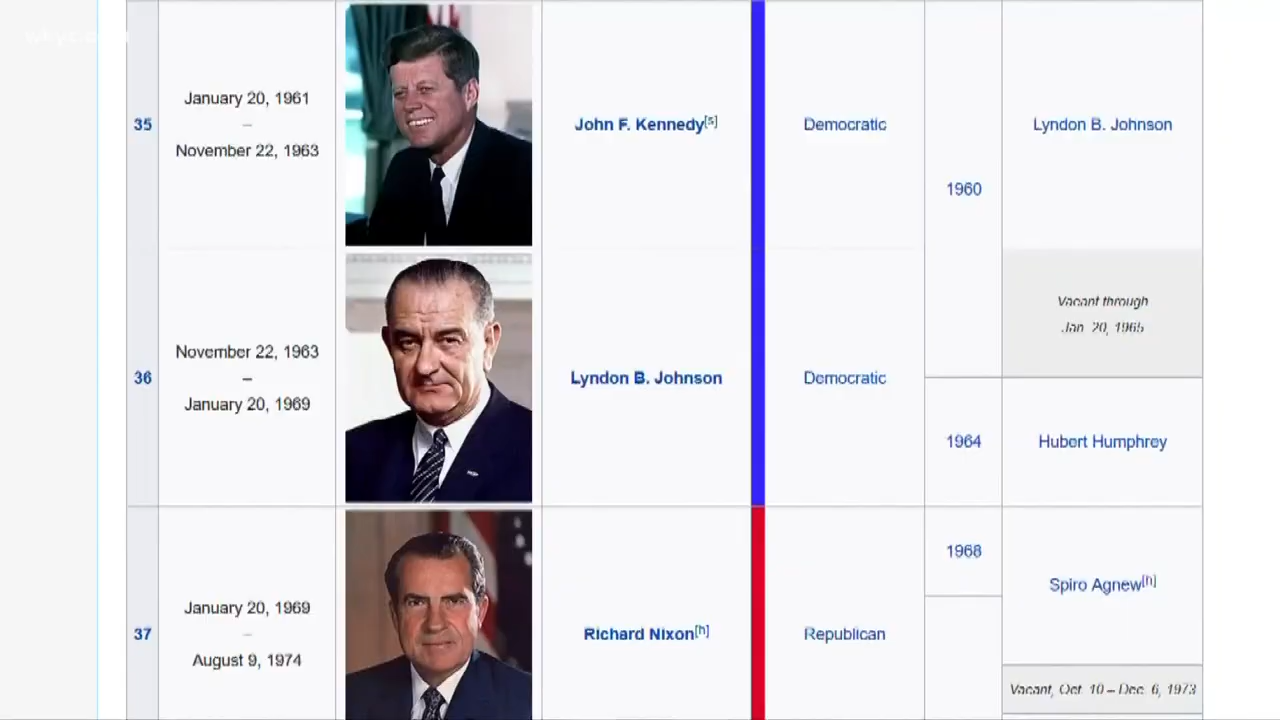 35
January 20, 1961
–
November 22, 1963
John F. Kennedy[s]
Democratic
1960
Lyndon B. Johnson
Vacant through
Jan. 20, 1965
36
November 22, 1963
–
January 20, 1969
Lyndon B. Johnson
Democratic
1964
Hubert Humphrey
37
January 20, 1969
–
August 9, 1974
Richard Nixon[h]
Republican
1968
Spiro Agnew[h]
Vacant, Oct. 10 – Dec. 6, 1973